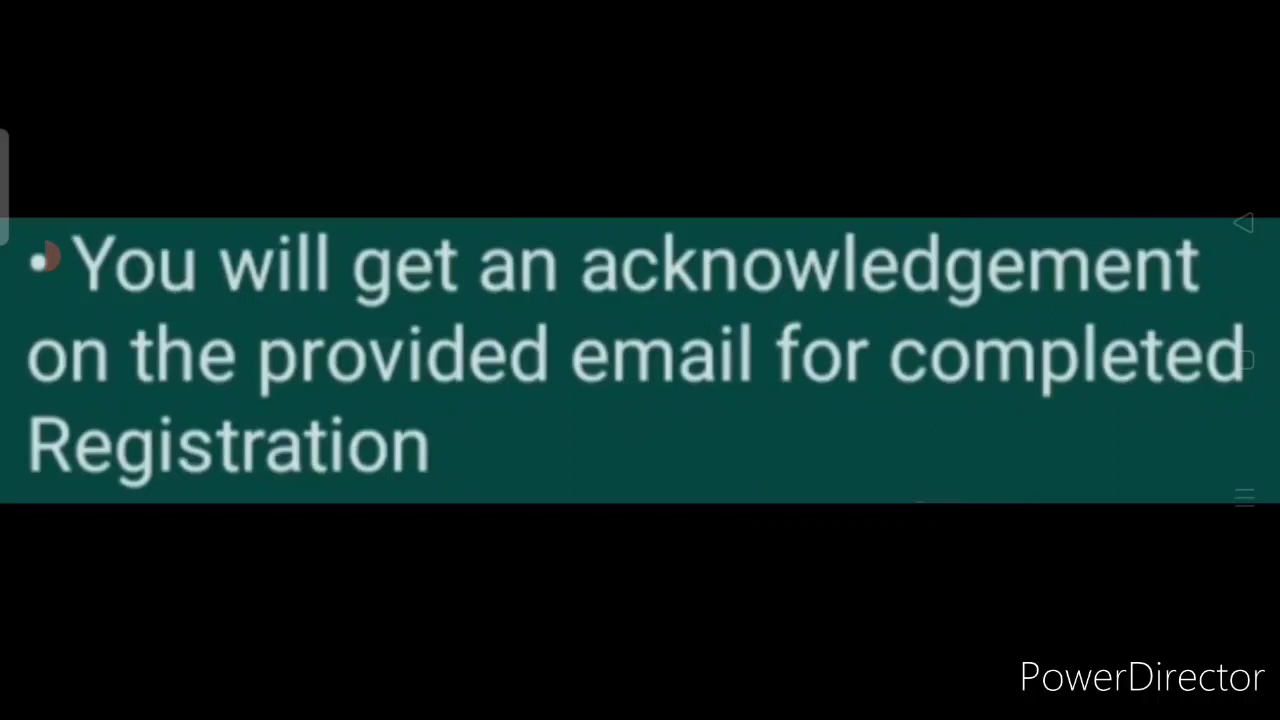 • You will get an acknowledgement
on the provided email for completed
Registration
PowerDirector